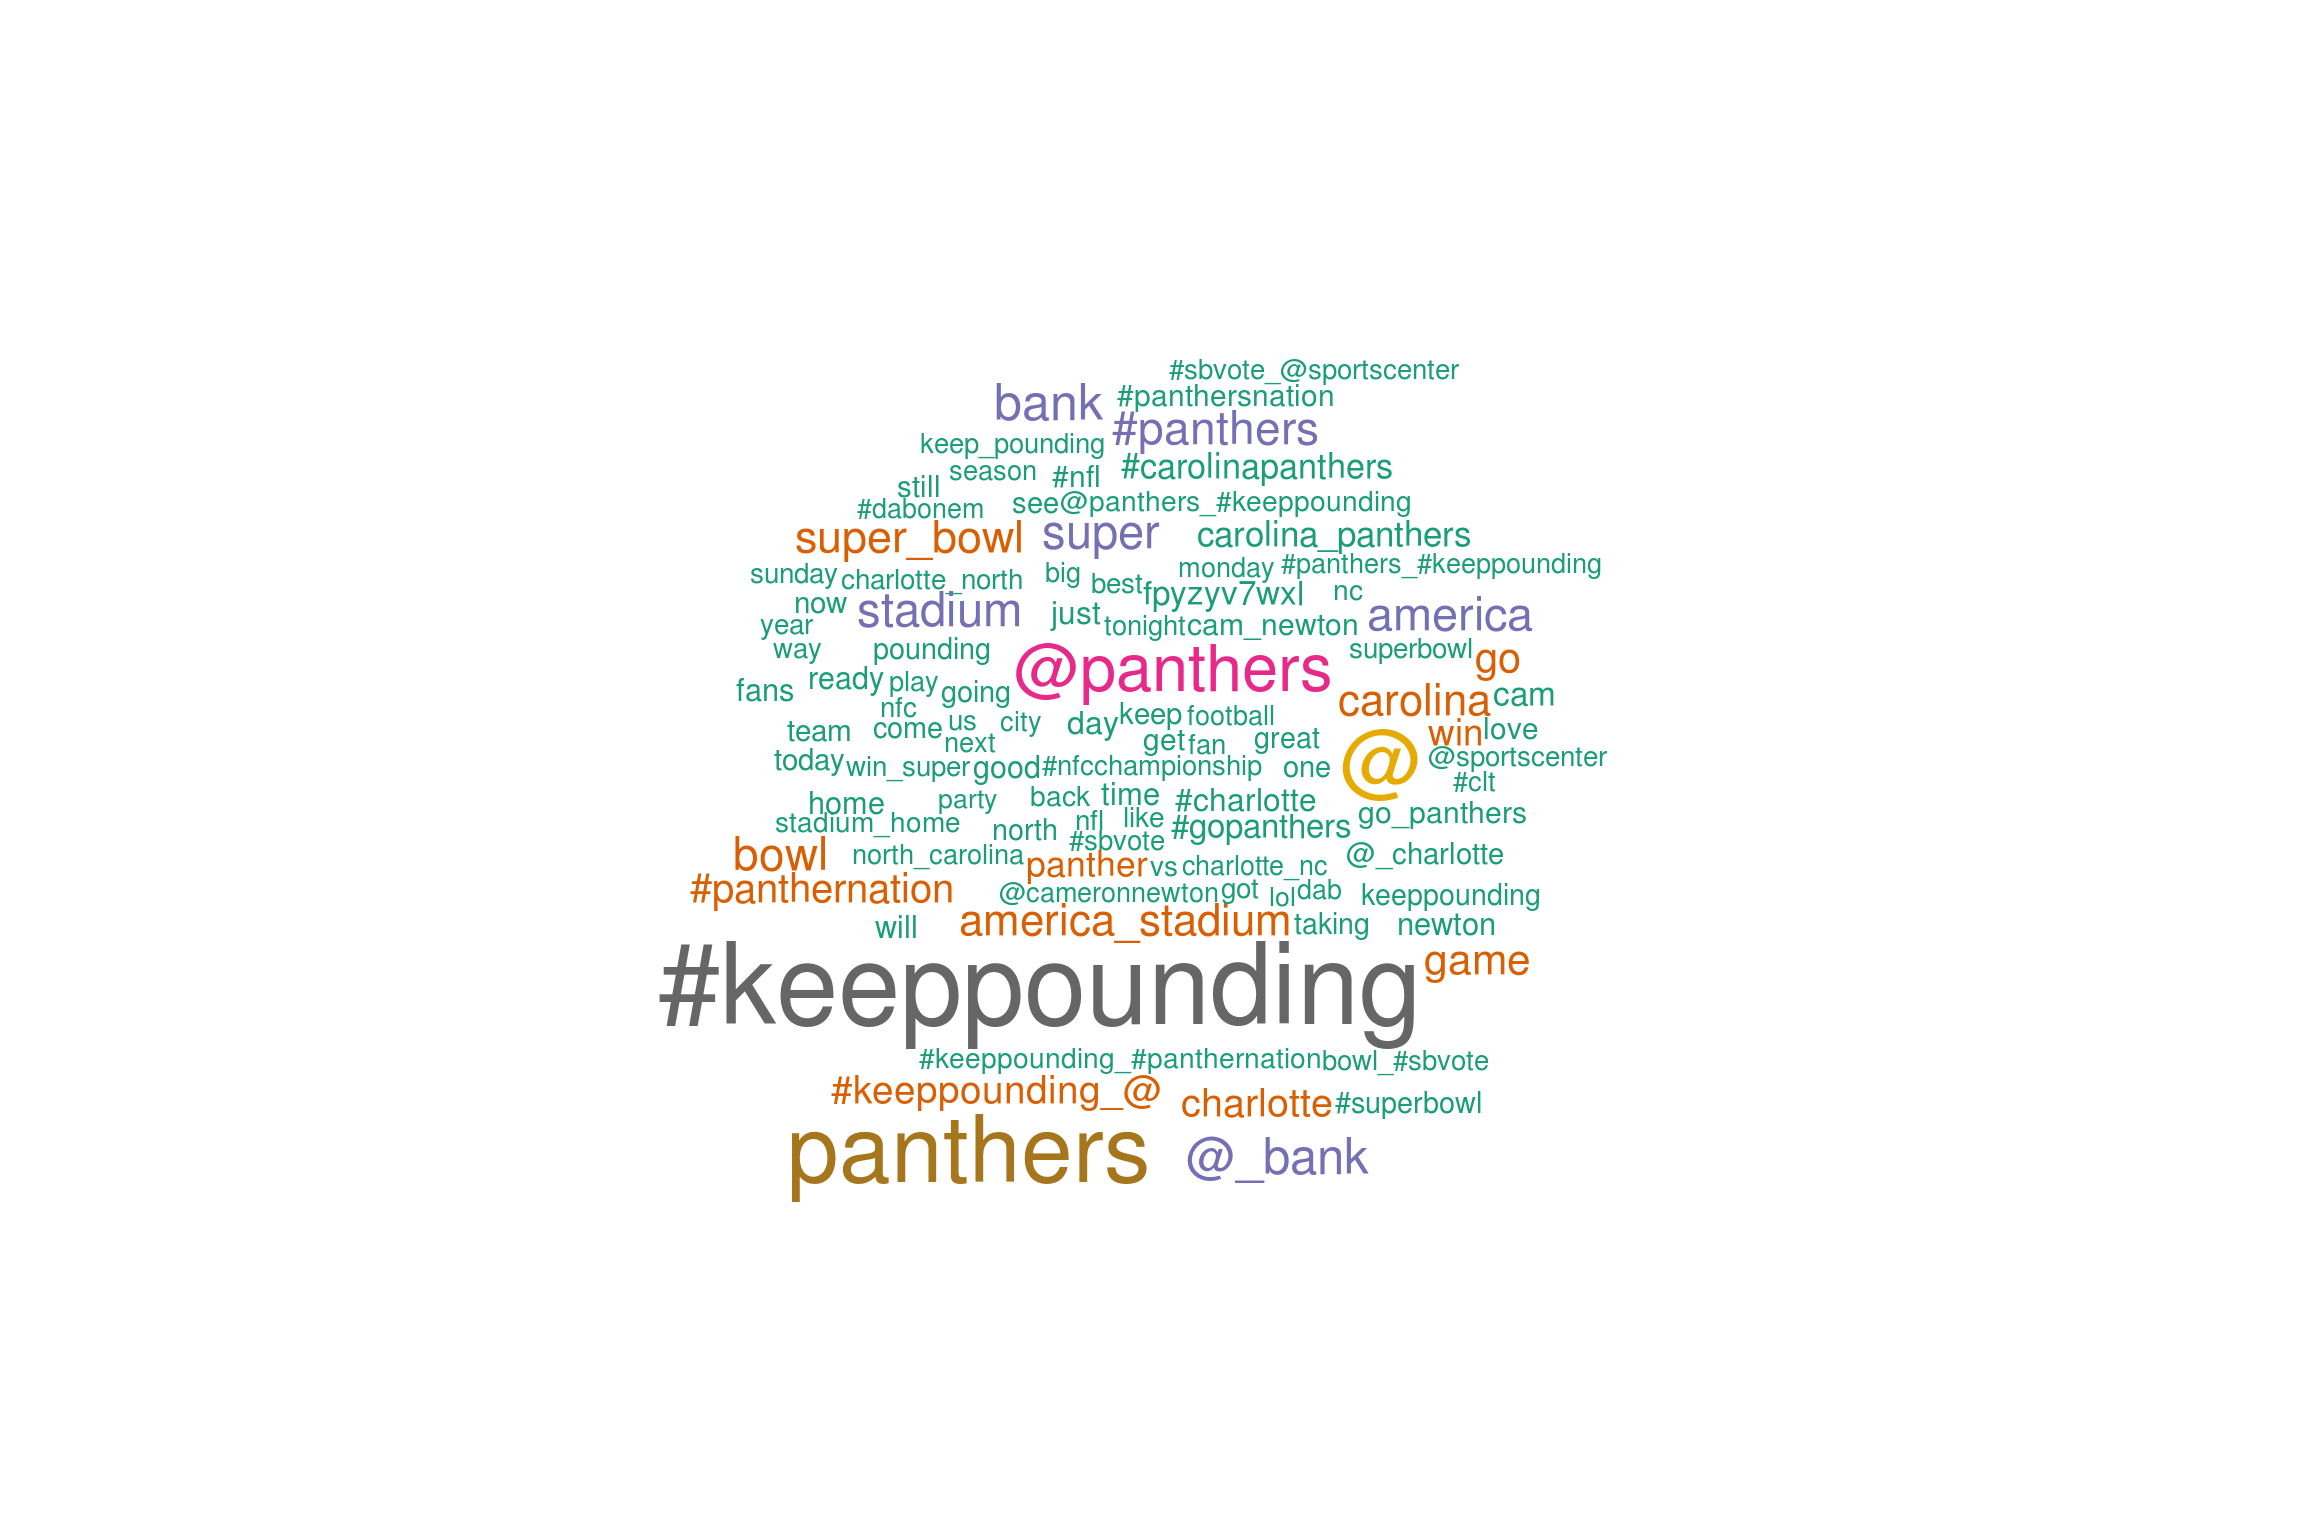 #sbvote_@sportscenter
bank #panthersnation
#panthers
keep_pounding
season #nfl #carolinapanthers
still
#dabonem see @panthers_#keeppounding
super_bowl super carolina_panthers
sunday charlotte_north big best monday #panthers_#keeppounding
now stadium just fpyzyv7wxl nc america
year tonight cam_newton
way pounding @panthers superbowl go
fans ready play going carolina cam
nfc
team come us city day keep football win love
next get fan great @ @sportscenter
today win_super good #nfcchampionship one #clt
home party back time #charlotte go_panthers
stadium_home north nfl like #gopanthers
#sbvote
bowl north_carolina panther vs charlotte_nc @_charlotte
#panthernation @cameronnewton got lol dab keeppounding
will america_stadium taking newton
#keeppounding game
#keeppounding_#panthernation bowl_#sbvote
#keeppounding_@ charlotte #superbowl
panthers @_bank